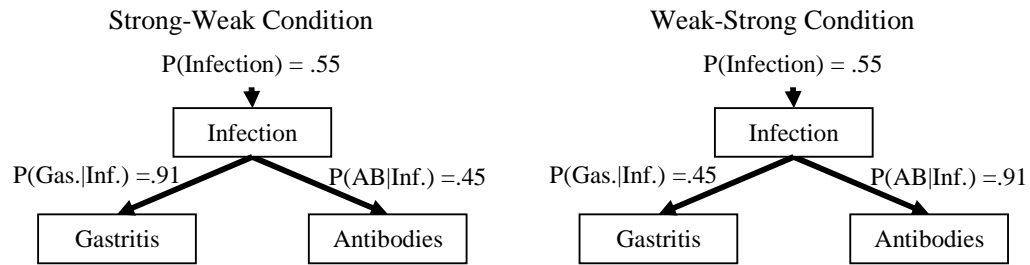 Strong-Weak Condition
P(Infection) = .55
Infection
P(Gas.|Inf.) =.91
P(AB|Inf.) =.45
Gastritis
Antibodies
Weak-Strong Condition
P(Infection) = .55
Infection
P(Gas.|Inf.) =.45
P(AB|Inf.) =.91
Gastritis
Antibodies